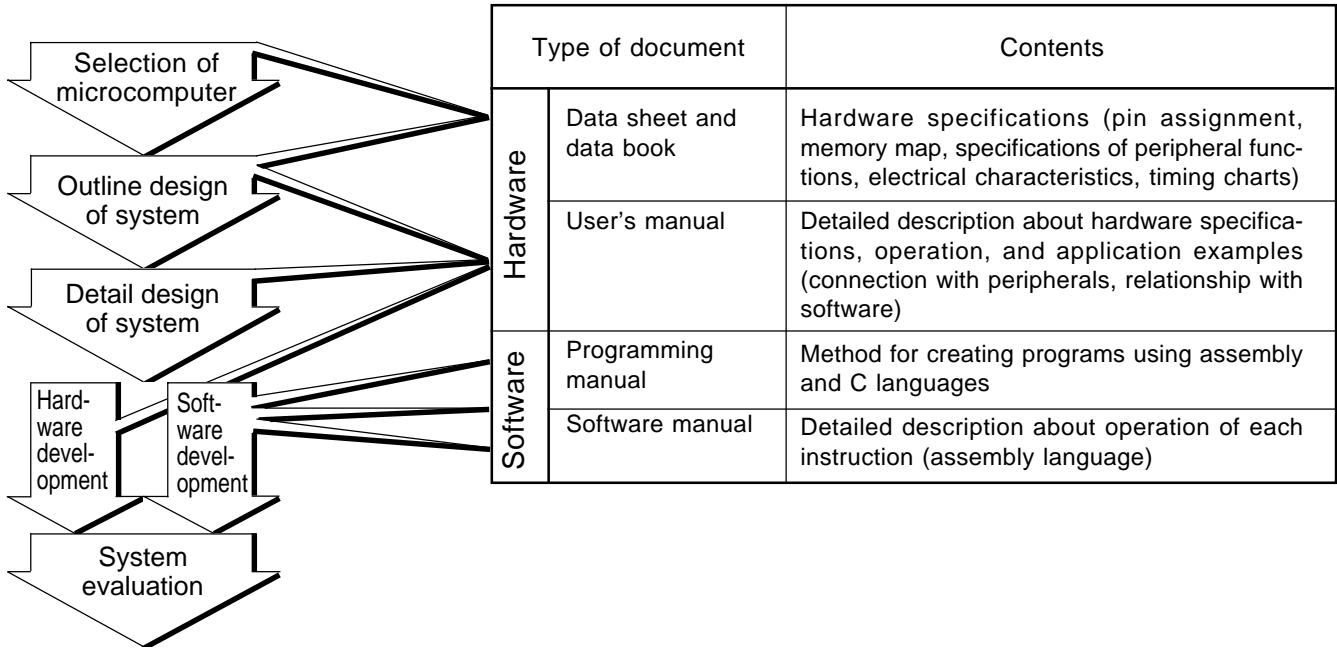 Selection of
microcomputer
Outline design
of system
Detail design
of system
Hard-
ware
devel-
opment
Soft-
ware
devel-
opment
System
evaluation
Type of document
Contents
Hardware
Data sheet and
data book
Hardware specifications (pin assignment,
memory map, specifications of peripheral func-
tions, electrical characteristics, timing charts)
User's manual
Detailed description about hardware specifica-
tions, operation, and application examples
(connection with peripherals, relationship with
software)
Software
Programming
manual
Method for creating programs using assembly
and C languages
Software manual
Detailed description about operation of each
instruction (assembly language)